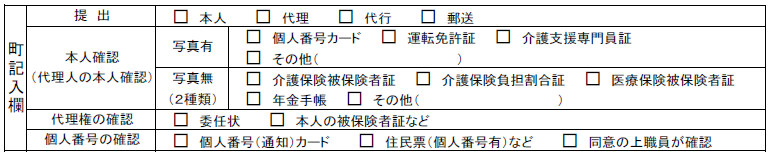 町記入欄
提出 □ 本人 □ 代理 □ 代行 □ 郵送
本人確認
(代理人の本人確認)
写真有 □ 個人番号カード □ 運転免許証 □ 介護支援専門員証
□ その他( )
写真無
(2種類)
□ 介護保険被保険者証 □ 介護保険負担割合証 □ 医療保険被保険者証
□ 年金手帳 □ その他( )
代理権の確認 □ 委任状 □ 本人の被保険者証など
個人番号の確認 □ 個人番号(通知)カード □ 住民票(個人番号有)など □ 同意の上職員が確認